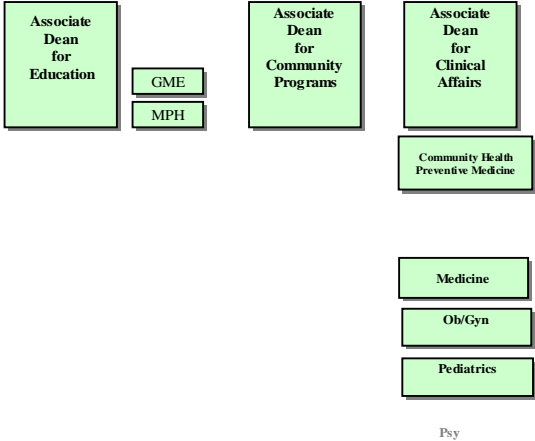 Associate
Dean
for
Education
GME
MPH
Associate
Dean
for
Community
Programs
Associate
Dean
for
Clinical
Affairs
Community Health
Preventive Medicine
Medicine
Ob/Gyn
Pediatrics
Psy